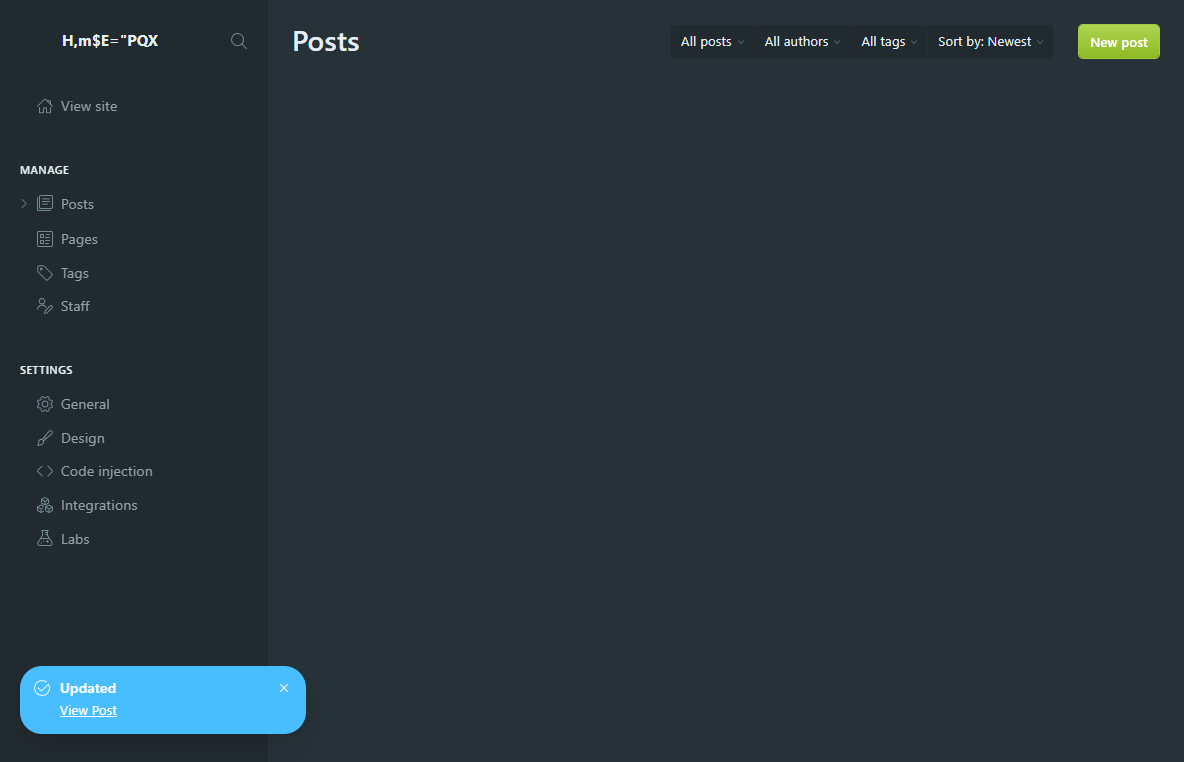 H,m$E="PQX
View site
MANAGE
Posts
Pages
Tags
Staff
SETTINGS
General
Design
Code injection
Integrations
Labs
Updated
View Post
Posts
All posts
All authors
All tags
Sort by: Newest
New post